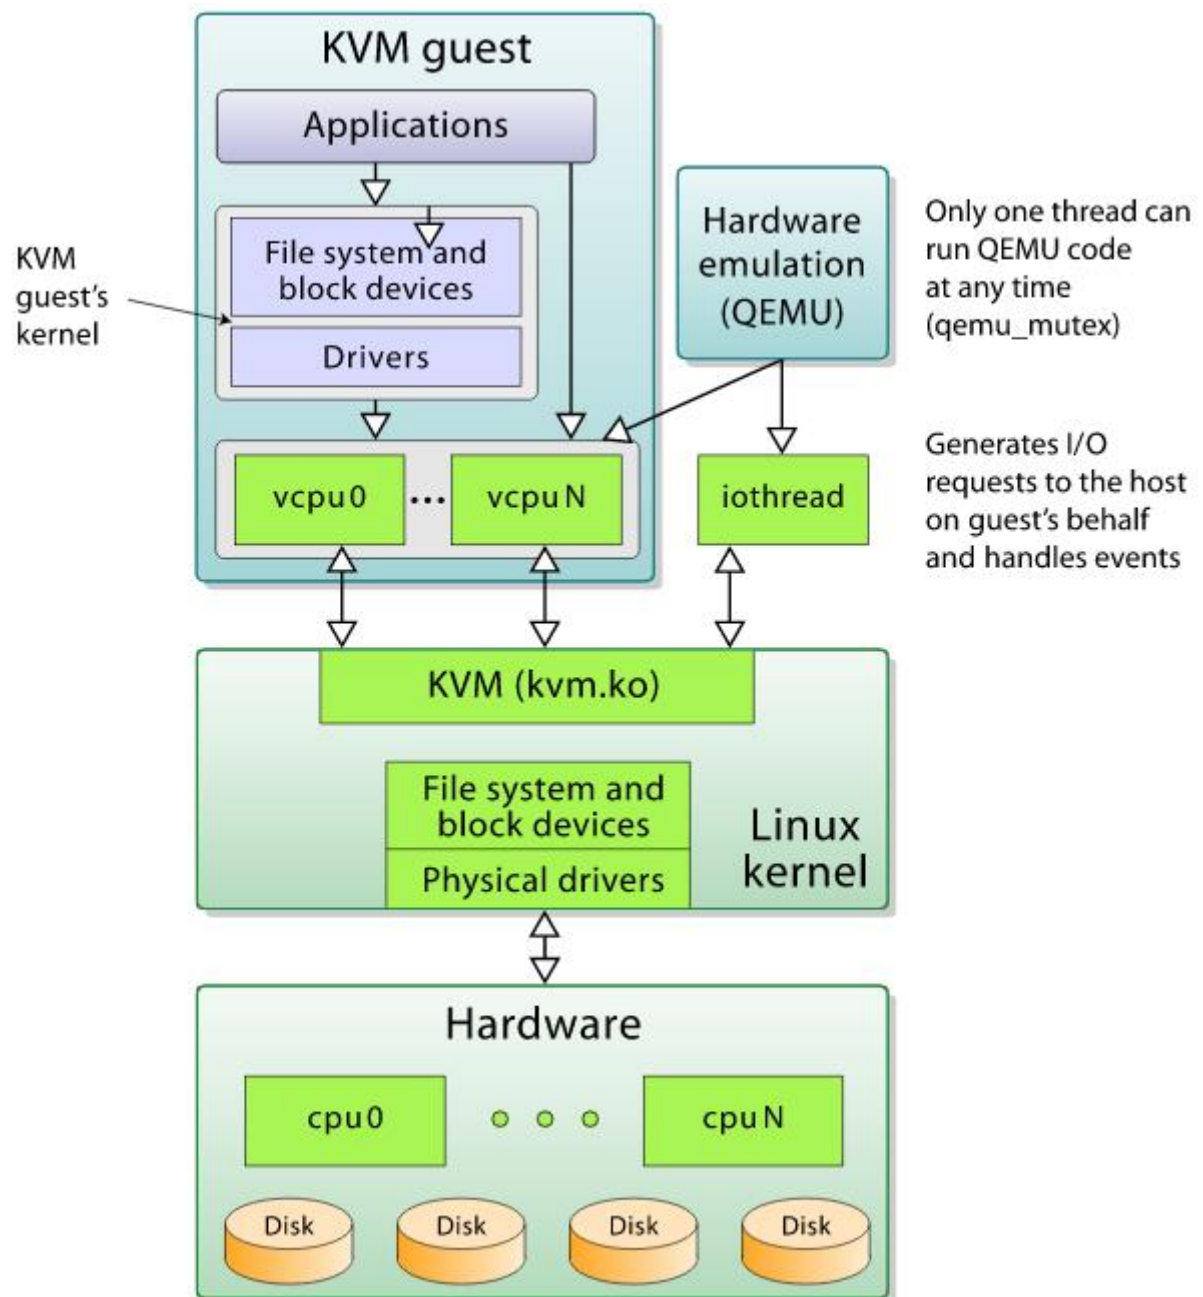 KVM guest
Applications
File system and
block devices
Drivers
KVM
guest's
kernel
vcpu0
...
vcpuN
Hardware
emulation
(QEMU)
Only one thread can
run QEMU code
at any time
(qemu_mutex)
iothread
Generates I/O
requests to the host
on guest's behalf
and handles events
KVM (kvm.ko)
File system and
block devices
Physical drivers
Linux
kernel
Hardware
cpu0
cpuN
Disk
Disk
Disk
Disk